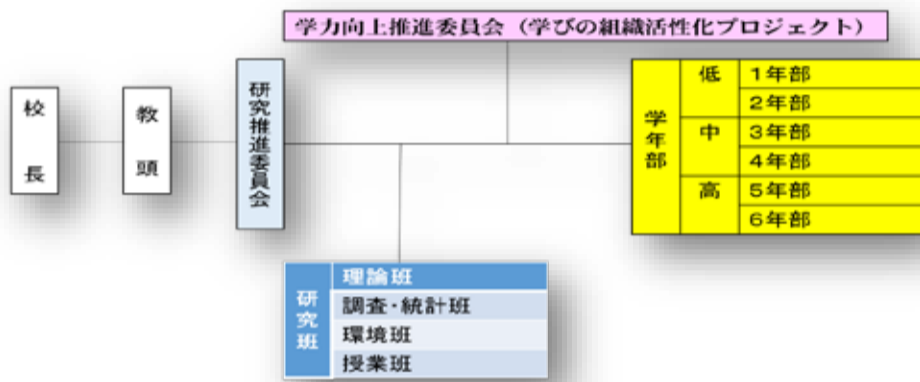 学力向上推進委員会（学びの組織活性化プロジェクト）
校長
教頭
研究推進委員会
学年部
低
1年部
2年部
中
3年部
4年部
高
5年部
6年部
研究班
理論班
調査・統計班
環境班
授業班